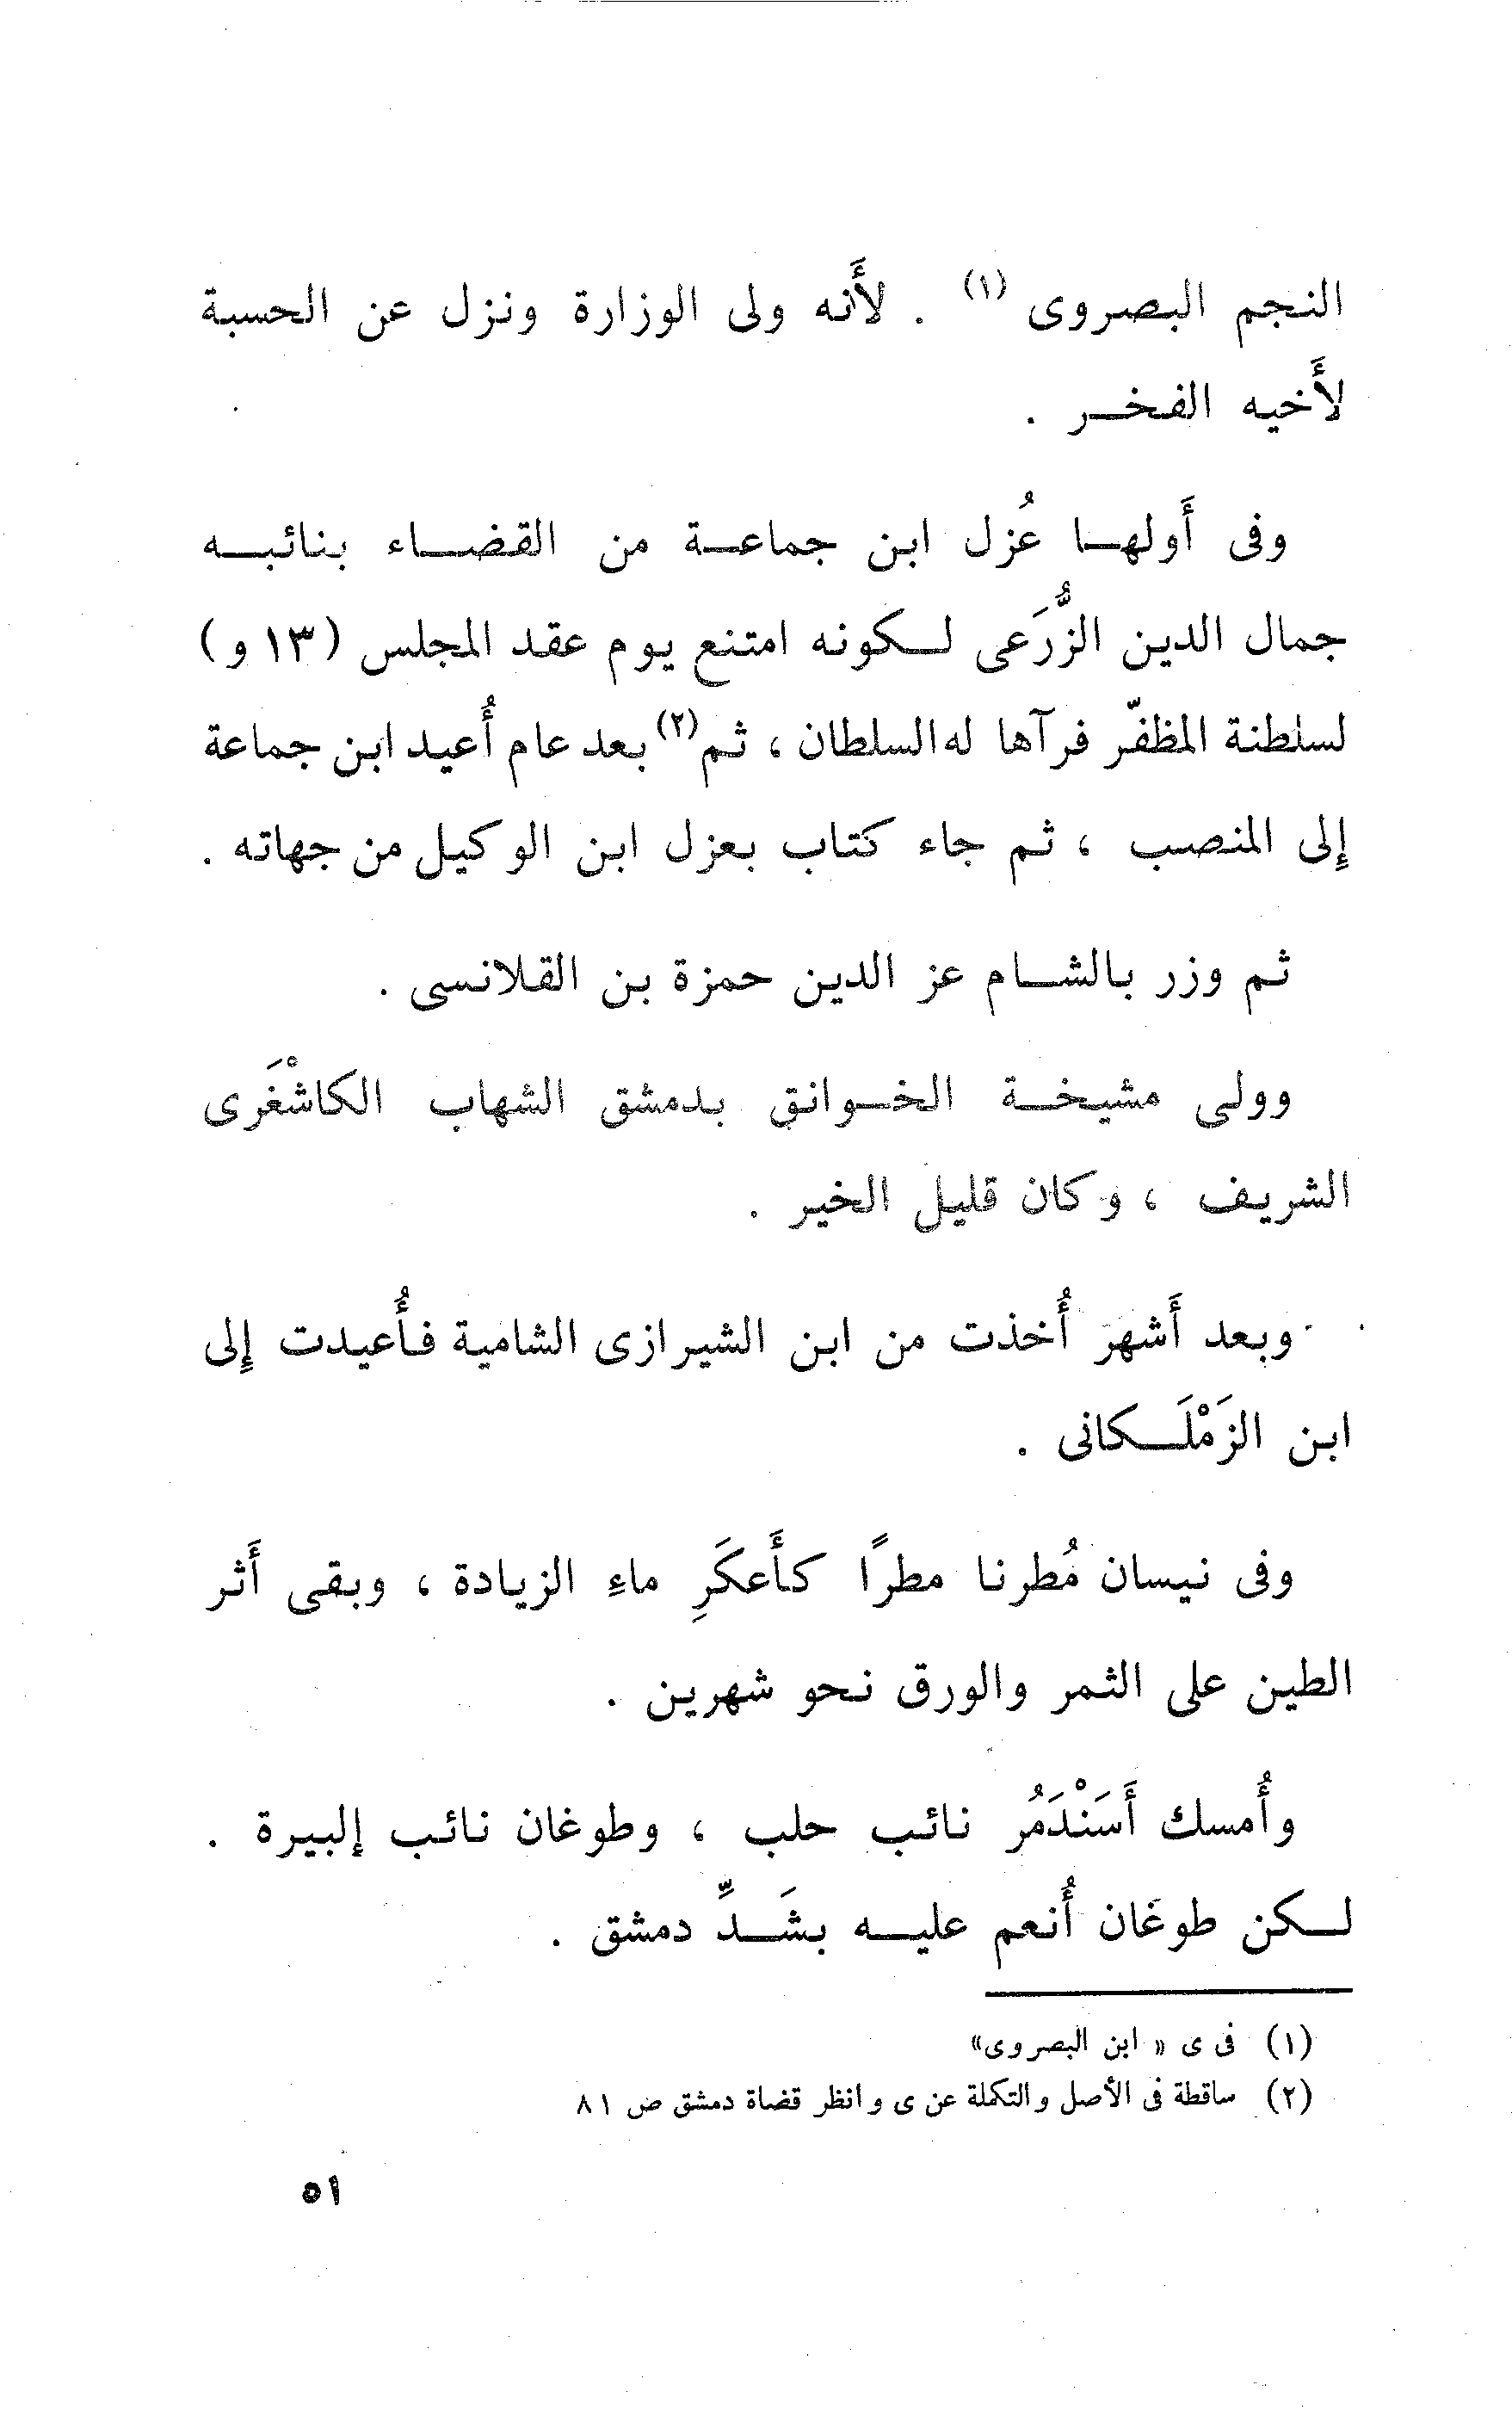 النجم البصروى (١) . لأَنه ولى الوزارة ونزل عن الحسبة
لأَخيه الفخر .
وفى أَولها عُزل ابن جماعة من القضاء بنائبه
جمال الدين الزُّرَعى لكونه امتنع يوم عقد المجلس (١٣ و)
لسلطنة المظفّر فرآها له السلطان ، ثم(٢) بعد عام أُعيد ابن جماعة
إلى المنصب ، ثم جاء كتاب بعزل ابن الوكيل من جهاته .
ثم وزر بالشام عز الدين حمزة بن القلانسى .
وولى مشيخة الخوانق بدمشق الشهاب الكاشْغَرى
الشريف ، وكان قليل الخير .
وبعد أَشهر أُخذت من ابن الشيرازى الشامية فأُعيدت إلى
ابن الزَمْلَكانى .
وفى نيسان مُطرنا مطرًا كأَعكَرِ ماءِ الزيادة ، وبقى أَثر
الطين على الثمر والورق نحو شهرين .
وأُمسك أَسَنْدَمُر نائب حلب ، وطوغان نائب إلبيرة .
لكن طوغان أُنعم عليه بشَدِّ دمشق .
(١) فى ى « ابن البصروى»
(٢) ساقطة فى الأصل والتكملة عن ى وانظر قضاة دمشق ص ٨١
٥١